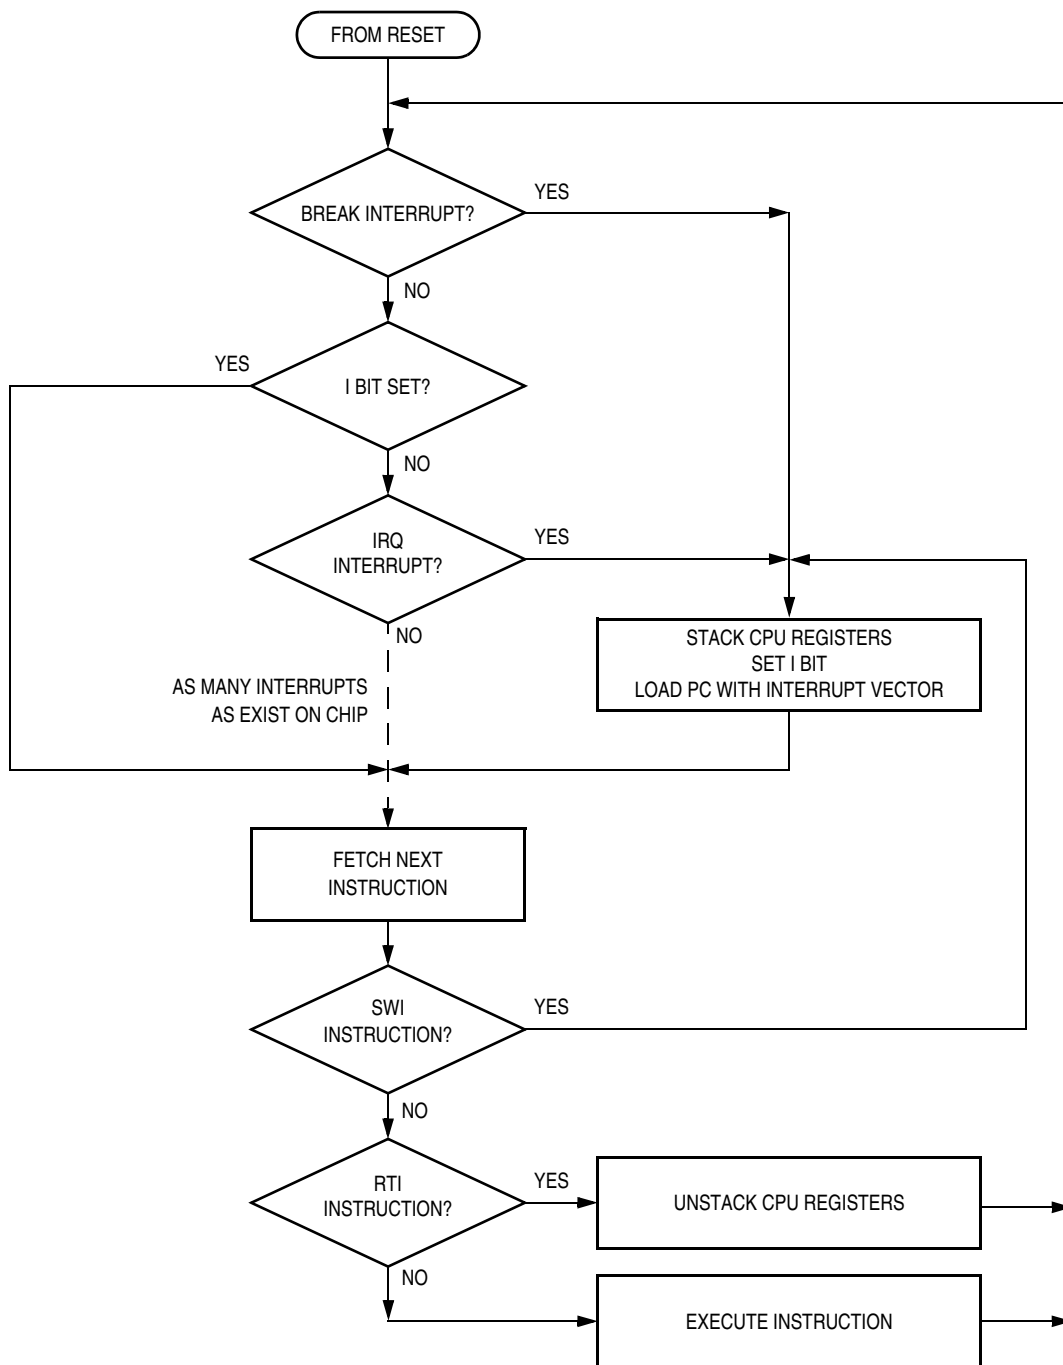 FROM RESET
BREAK INTERRUPT?
YES
NO
YES
I BIT SET?
NO
IRQ
INTERRUPT?
YES
NO
STACK CPU REGISTERS
SET I BIT
LOAD PC WITH INTERRUPT VECTOR
AS MANY INTERRUPTS
AS EXIST ON CHIP
FETCH NEXT
INSTRUCTION
SWI
INSTRUCTION?
YES
NO
RTI
INSTRUCTION?
YES
UNSTACK CPU REGISTERS
NO
EXECUTE INSTRUCTION